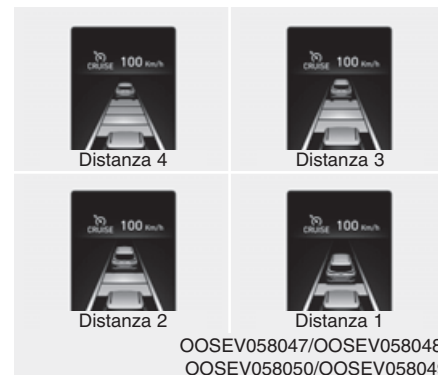 CRUISE 100 Km/h
Distanza 4
CRUISE 100 Km/h
Distanza 3
CRUISE 100 Km/h
Distanza 2
CRUISE 100 Km/h
Distanza 1
OOSEV058047/OOSEV058048
OOSEV058050/OOSEV058049